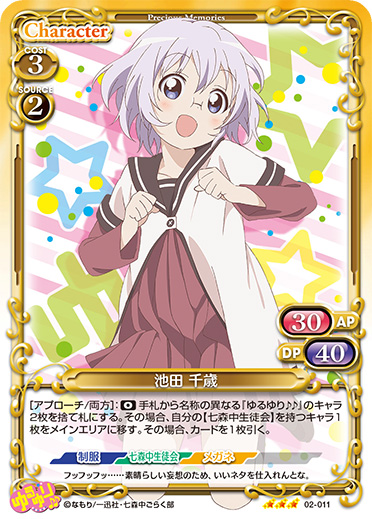 Precious Memories
Character
COST
3
SOURCE
2
30 AP
DP 40
池田 千歳
[アプローチ/両方]: 手札から名称の異なる『ゆるゆり♪♪』のキャラ
2枚を捨て札にする。その場合、自分の【七森中生徒会】を持つキャラ1
枚をメインエリアに移す。その場合、カードを1枚引く。
制服 七森中生徒会 メガネ
フッフッフッ……素晴らしい妄想のため、いいネタを仕入れんとな。
ゆるゆり♪♪
©なもり/一迅社・七森中ごらく部
02-011